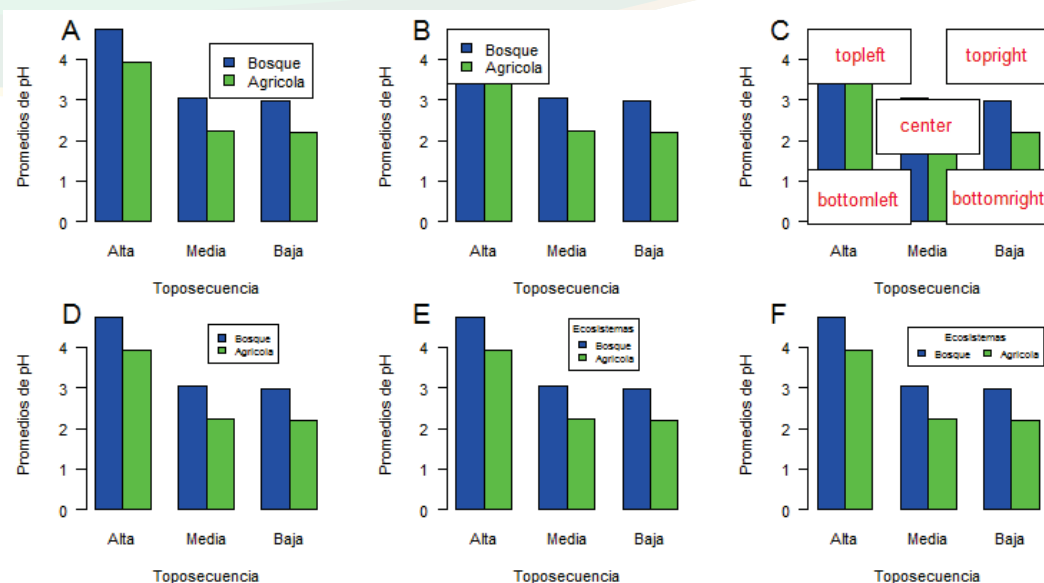 A
Promedios de pH
4
3
2
1
0
Bosque
Agricola
Alta Media Baja
Toposecuencia
B
Promedios de pH
4
3
2
1
0
Bosque
Agricola
Alta Media Baja
Toposecuencia
C
Promedios de pH
4
3
2
1
0
topleft
topright
center
bottomleft
bottomright
Alta Media Baja
Toposecuencia
D
Promedios de pH
4
3
2
1
0
Bosque
Agricola
Alta Media Baja
Toposecuencia
E
Promedios de pH
4
3
2
1
0
Ecosistemas
Bosque
Agricola
Alta Media Baja
Toposecuencia
F
Promedios de pH
4
3
2
1
0
Ecosistemas
Bosque Agricola
Alta Media Baja
Toposecuencia